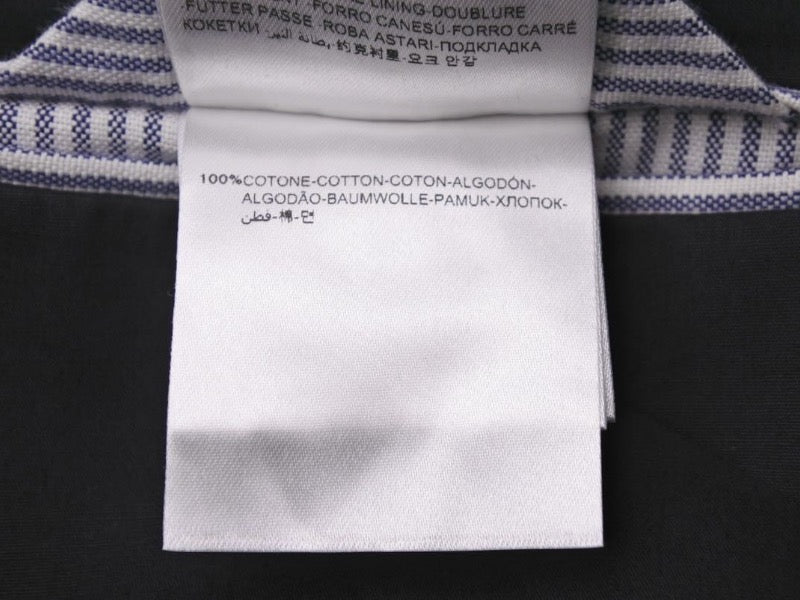 LINING-DOUBLURE
FUTTER PASSE-FORRO CANESÚ-FORRO CARRÉ
КОКЕТКИ بطانة النير-ROBA ASTARI-ПОДКЛАДКА
约克衬里-요크 안감
100%COTONE-COTTON-COTON-ALGODÓN-
ALGODÃO-BAUMWOLLE-PAMUK-ХЛОПОК-
قطن-棉-면